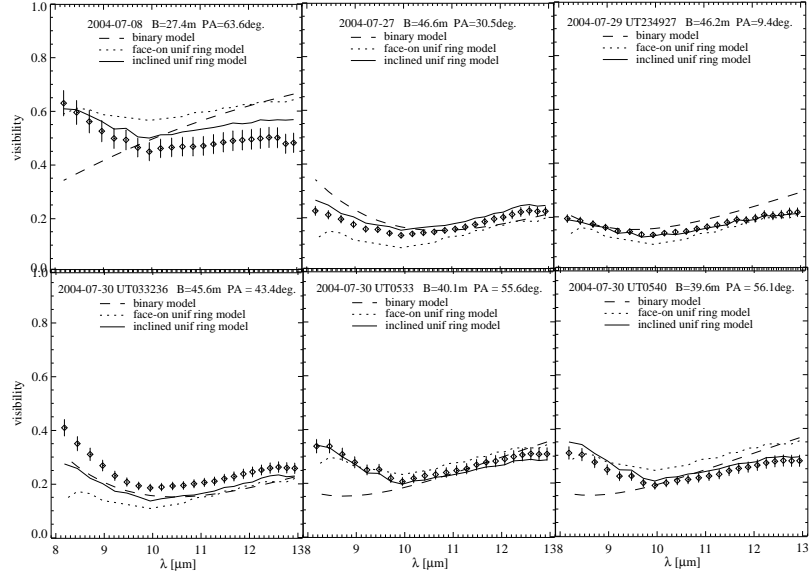 2004-07-08 B=27.4m PA=63.6deg.
binary model
face-on unif ring model
inclined unif ring model
2004-07-27 B=46.6m PA=30.5deg.
binary model
face-on unif ring model
inclined unif ring model
2004-07-29 UT234927 B=46.2m PA=9.4deg.
binary model
face-on unif ring model
inclined unif ring model
1.0
0.8
0.6
0.4
0.2
0.0
visibility
2004-07-30 UT033236 B=45.6m PA = 43.4deg.
binary model
face-on unif ring model
inclined unif ring model
2004-07-30 UT0533 B=40.1m PA = 55.6deg.
binary model
face-on unif ring model
inclined unif ring model
2004-07-30 UT0540 B=39.6m PA = 56.1deg.
binary model
face-on unif ring model
inclined unif ring model
1.0
0.8
0.6
0.4
0.2
0.0
visibility
8 9 10 11 12 13
8 9 10 11 12 13
8 9 10 11 12 13
λ [µm]
λ [µm]
λ [µm]